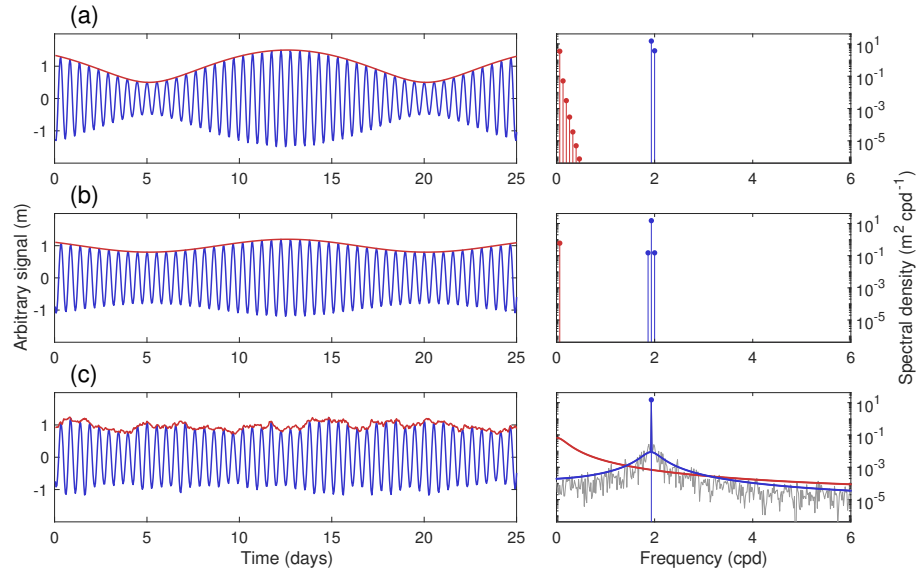 (a)
1
0
-1
0 5 10 15 20 25
10^1
10^-1
10^-3
10^-5
0 2 4 6
(b)
1
0
-1
0 5 10 15 20 25
10^1
10^-1
10^-3
10^-5
0 2 4 6
(c)
1
0
-1
0 5 10 15 20 25
10^1
10^-1
10^-3
10^-5
0 2 4 6
Arbitrary signal (m)
Spectral density (m^2 cpd^-1)
Time (days)
Frequency (cpd)